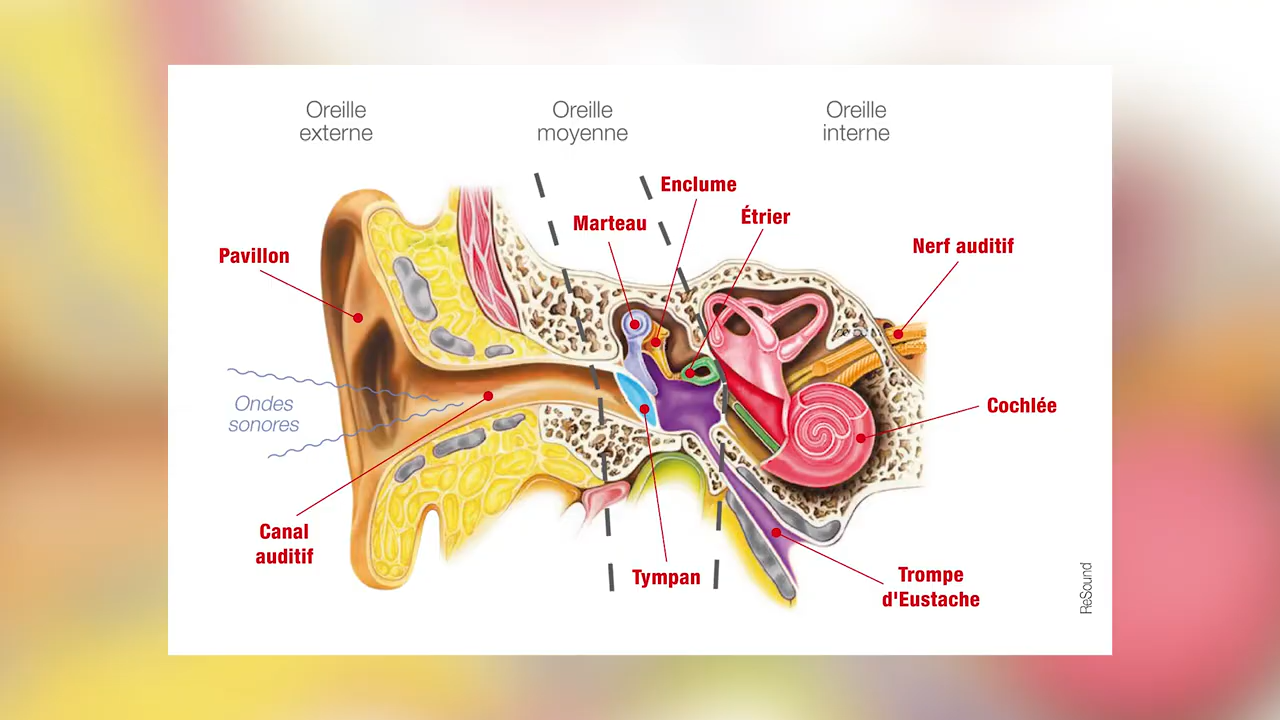 Oreille
externe
Oreille
moyenne
Oreille
interne
Enclume
Marteau
Étrier
Pavillon
Nerf auditif
Ondes
sonores
Cochlée
Canal
auditif
Tympan
Trompe
d'Eustache
ReSound